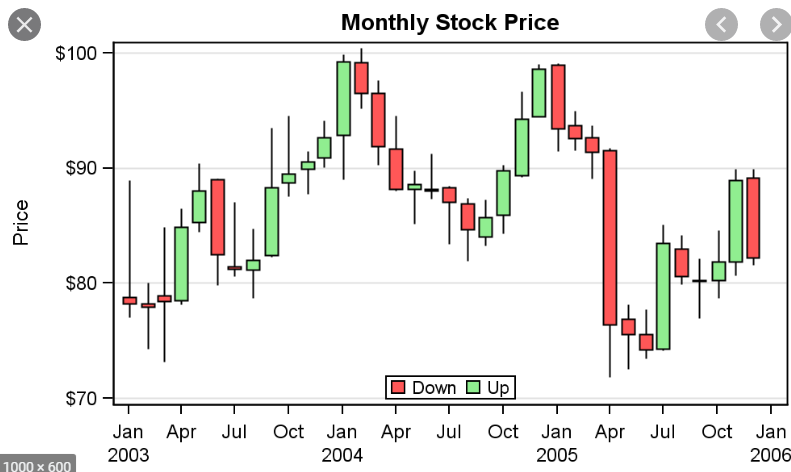 Monthly Stock Price
$100
$90
$80
$70
Price
Down Up
Jan Apr Jul Oct Jan Apr Jul Oct Jan Apr Jul Oct Jan
2003 2004 2005 2006
1000 × 600